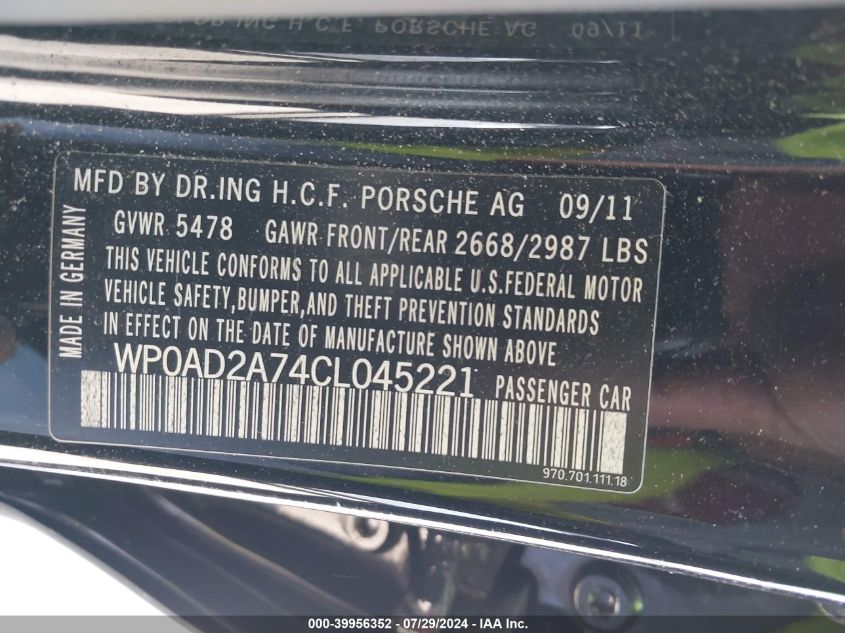 MFD BY DR.ING H.C.F. PORSCHE AG 09/11
GVWR 5478 GAWR FRONT/REAR 2668/2987 LBS
THIS VEHICLE CONFORMS TO ALL APPLICABLE U.S.FEDERAL MOTOR
VEHICLE SAFETY,BUMPER,AND THEFT PREVENTION STANDARDS
IN EFFECT ON THE DATE OF MANUFACTURE SHOWN ABOVE
WP0AD2A74CL045221 PASSENGER CAR
970.701.111.18
MADE IN GERMANY
000-39956352 - 07/29/2024 - IAA Inc.